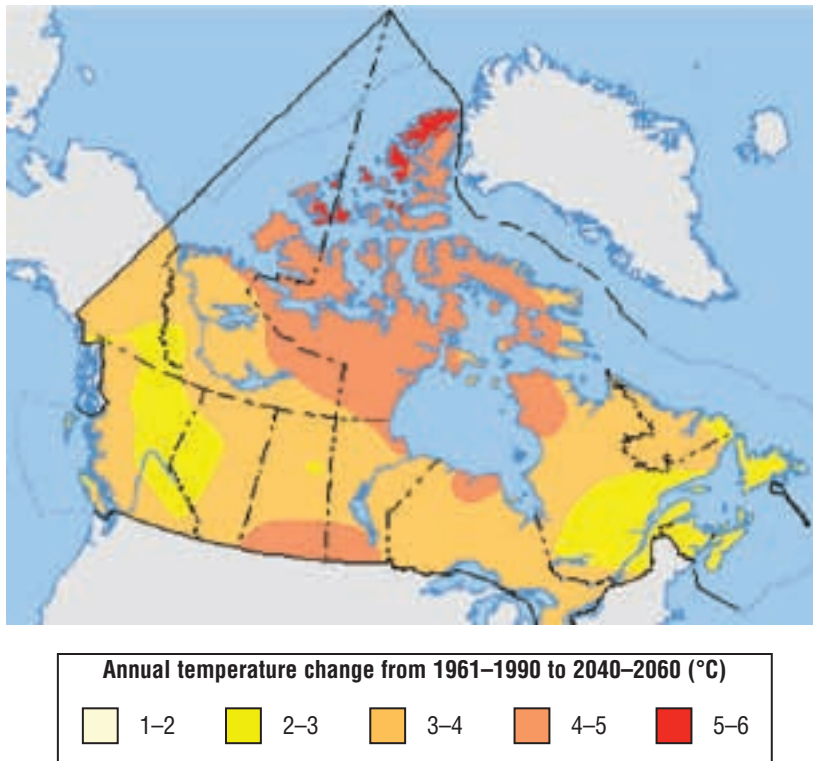 Annual temperature change from 1961–1990 to 2040–2060 (°C)
1–2 2–3 3–4 4–5 5–6